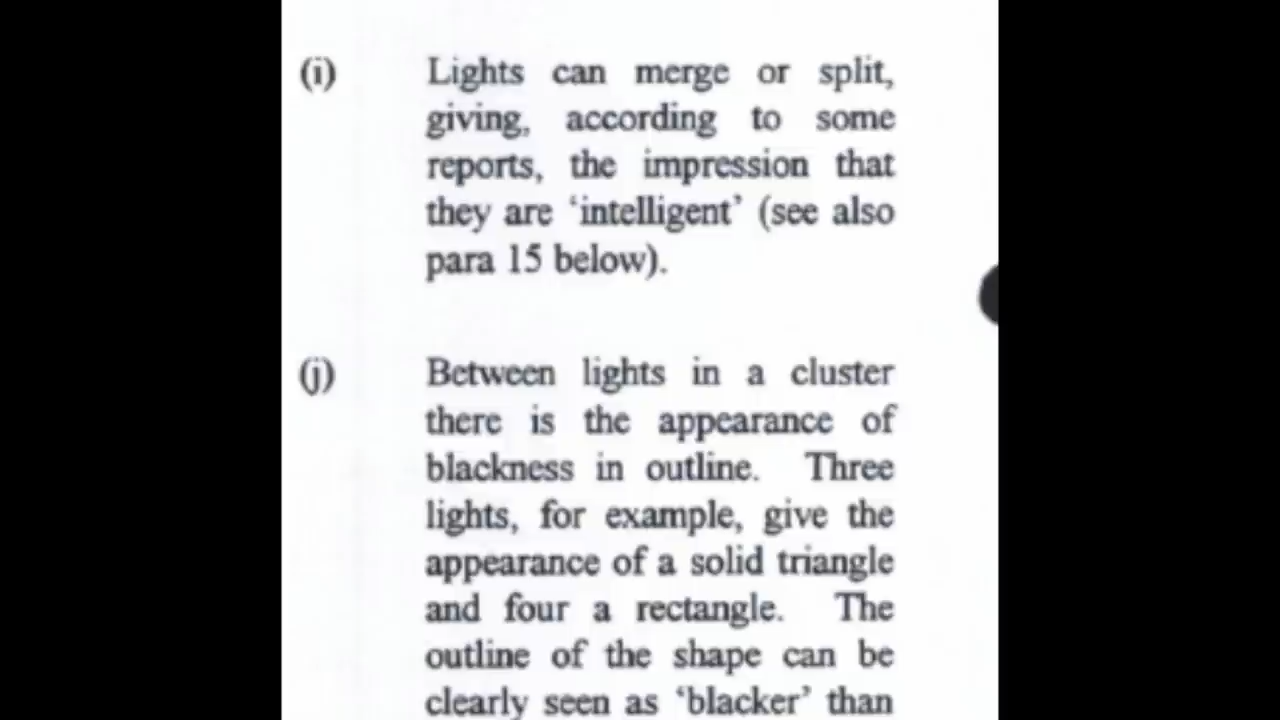 (i) Lights can merge or split,
giving, according to some
reports, the impression that
they are ‘intelligent’ (see also
para 15 below).
(j) Between lights in a cluster
there is the appearance of
blackness in outline. Three
lights, for example, give the
appearance of a solid triangle
and four a rectangle. The
outline of the shape can be
clearly seen as ‘blacker’ than